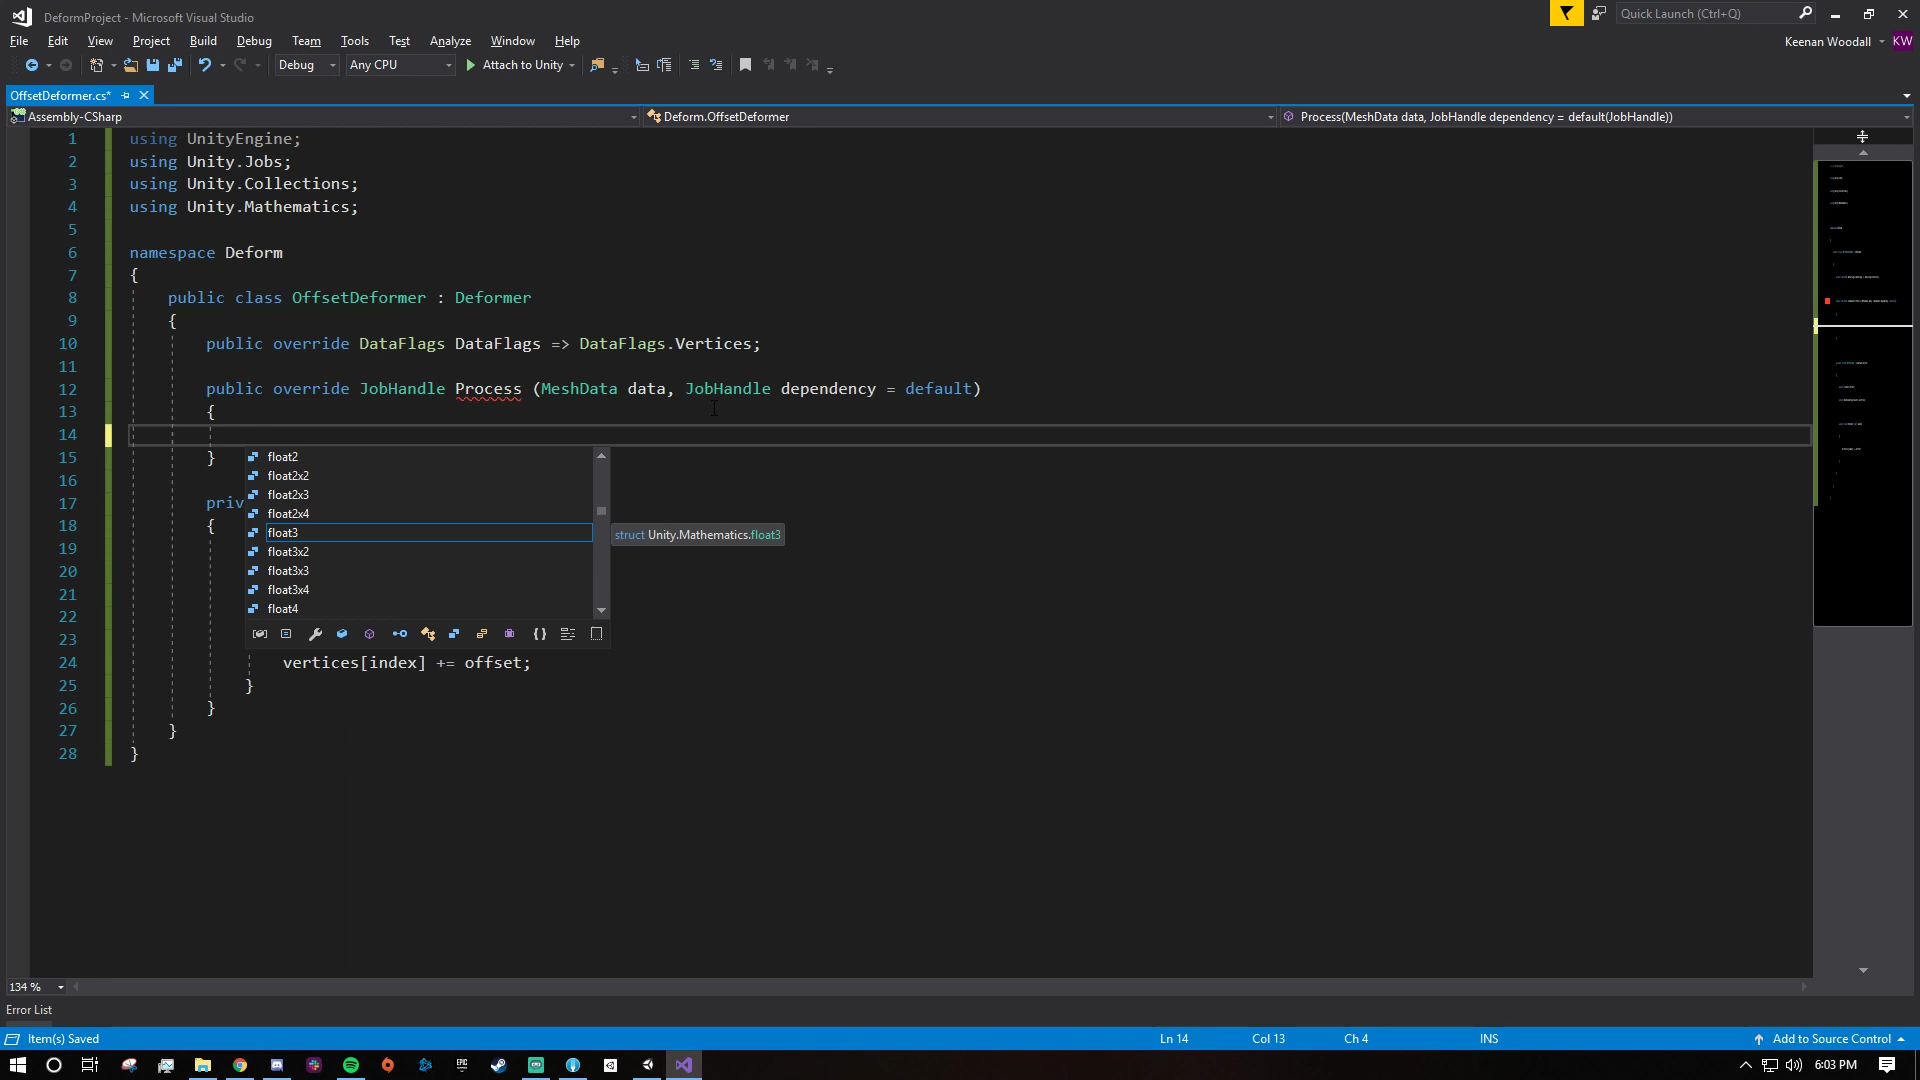 DeformProject - Microsoft Visual Studio
Quick Launch (Ctrl+Q)
File Edit View Project Build Debug Team Tools Test Analyze Window Help
Keenan Woodall KW
Debug Any CPU Attach to Unity
OffsetDeformer.cs*
Assembly-CSharp Deform.OffsetDeformer Process(MeshData data, JobHandle dependency = default(JobHandle))
1 using UnityEngine;
2 using Unity.Jobs;
3 using Unity.Collections;
4 using Unity.Mathematics;
5
6 namespace Deform
7 {
8 public class OffsetDeformer : Deformer
9 {
10 public override DataFlags DataFlags => DataFlags.Vertices;
11
12 public override JobHandle Process (MeshData data, JobHandle dependency = default)
13 {
14
15 }
16
17 priv
18 {
19
20
21
22
23
24 vertices[index] += offset;
25 }
26 }
27 }
28 }
float2
float2x2
float2x3
float2x4
float3
struct Unity.Mathematics.float3
float3x2
float3x3
float3x4
float4
134 %
Error List
Item(s) Saved Ln 14 Col 13 Ch 4 INS Add to Source Control
EPIC
6:03 PM